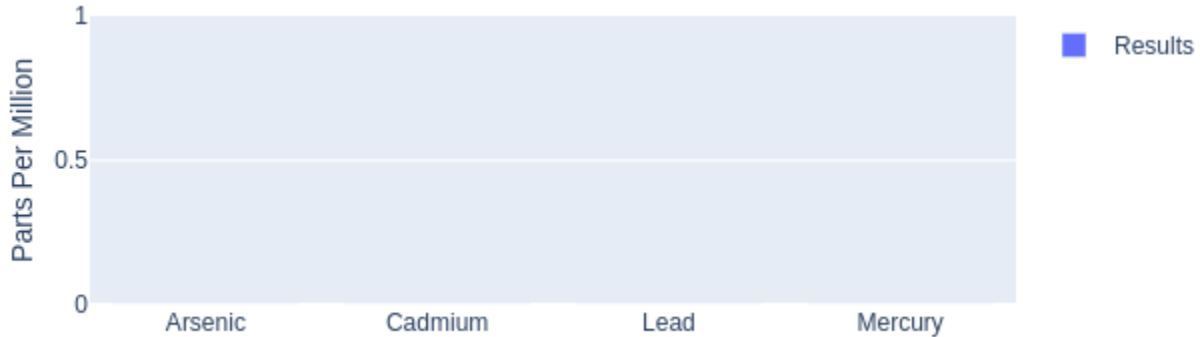 Parts Per Million
1
0.5
0
Arsenic
Cadmium
Lead
Mercury
Results